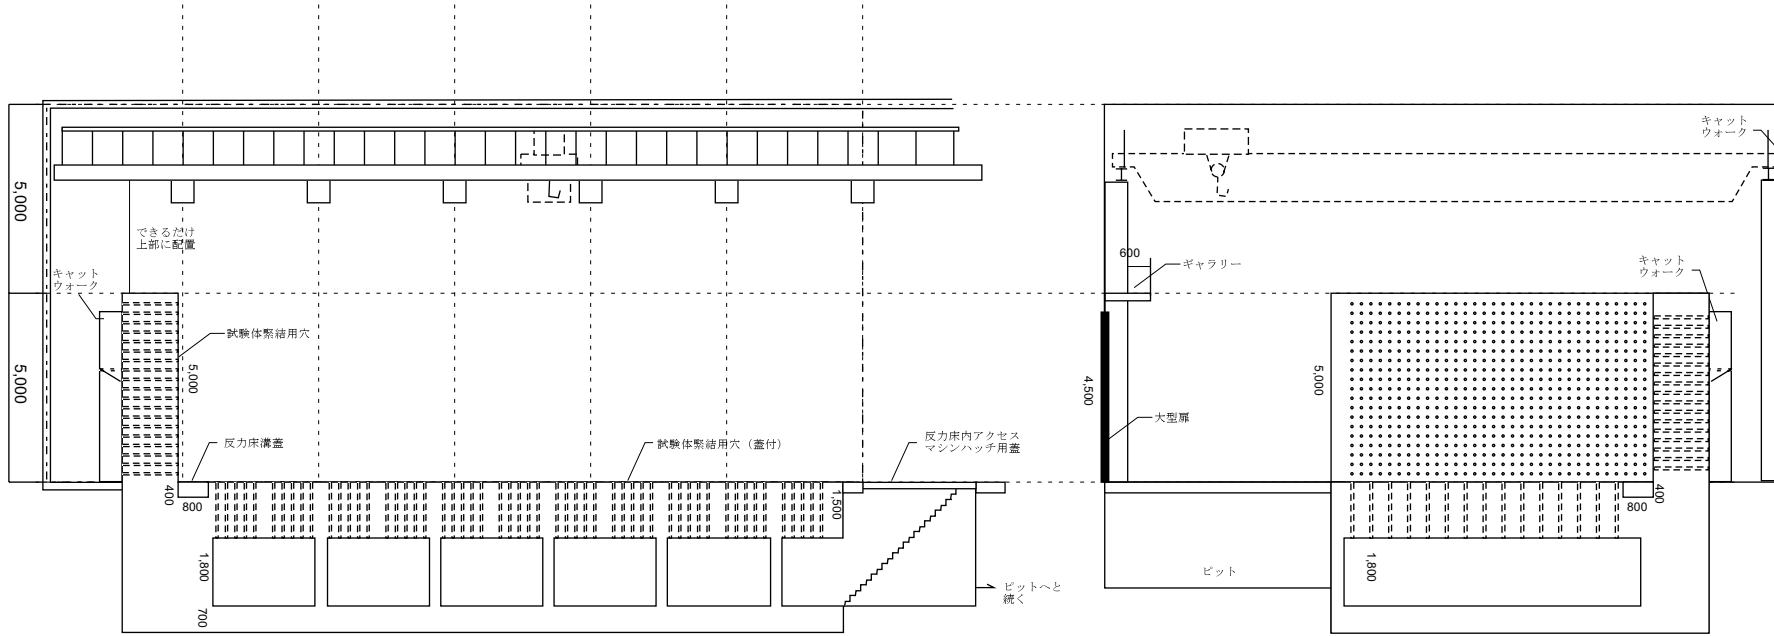 キャット
ウォーク
5,000
できるだけ
上部に配置
600
ギャラリー
キャット
ウォーク
キャット
ウォーク
試験体緊結用穴
5,000
5,000
4,500
5,000
大型扉
反力床溝蓋
試験体緊結用穴（蓋付）
反力床内アクセス
マシンハッチ用蓋
400
800
1,500
400
800
1,800
ピット
1,800
ピットへと
続く
700